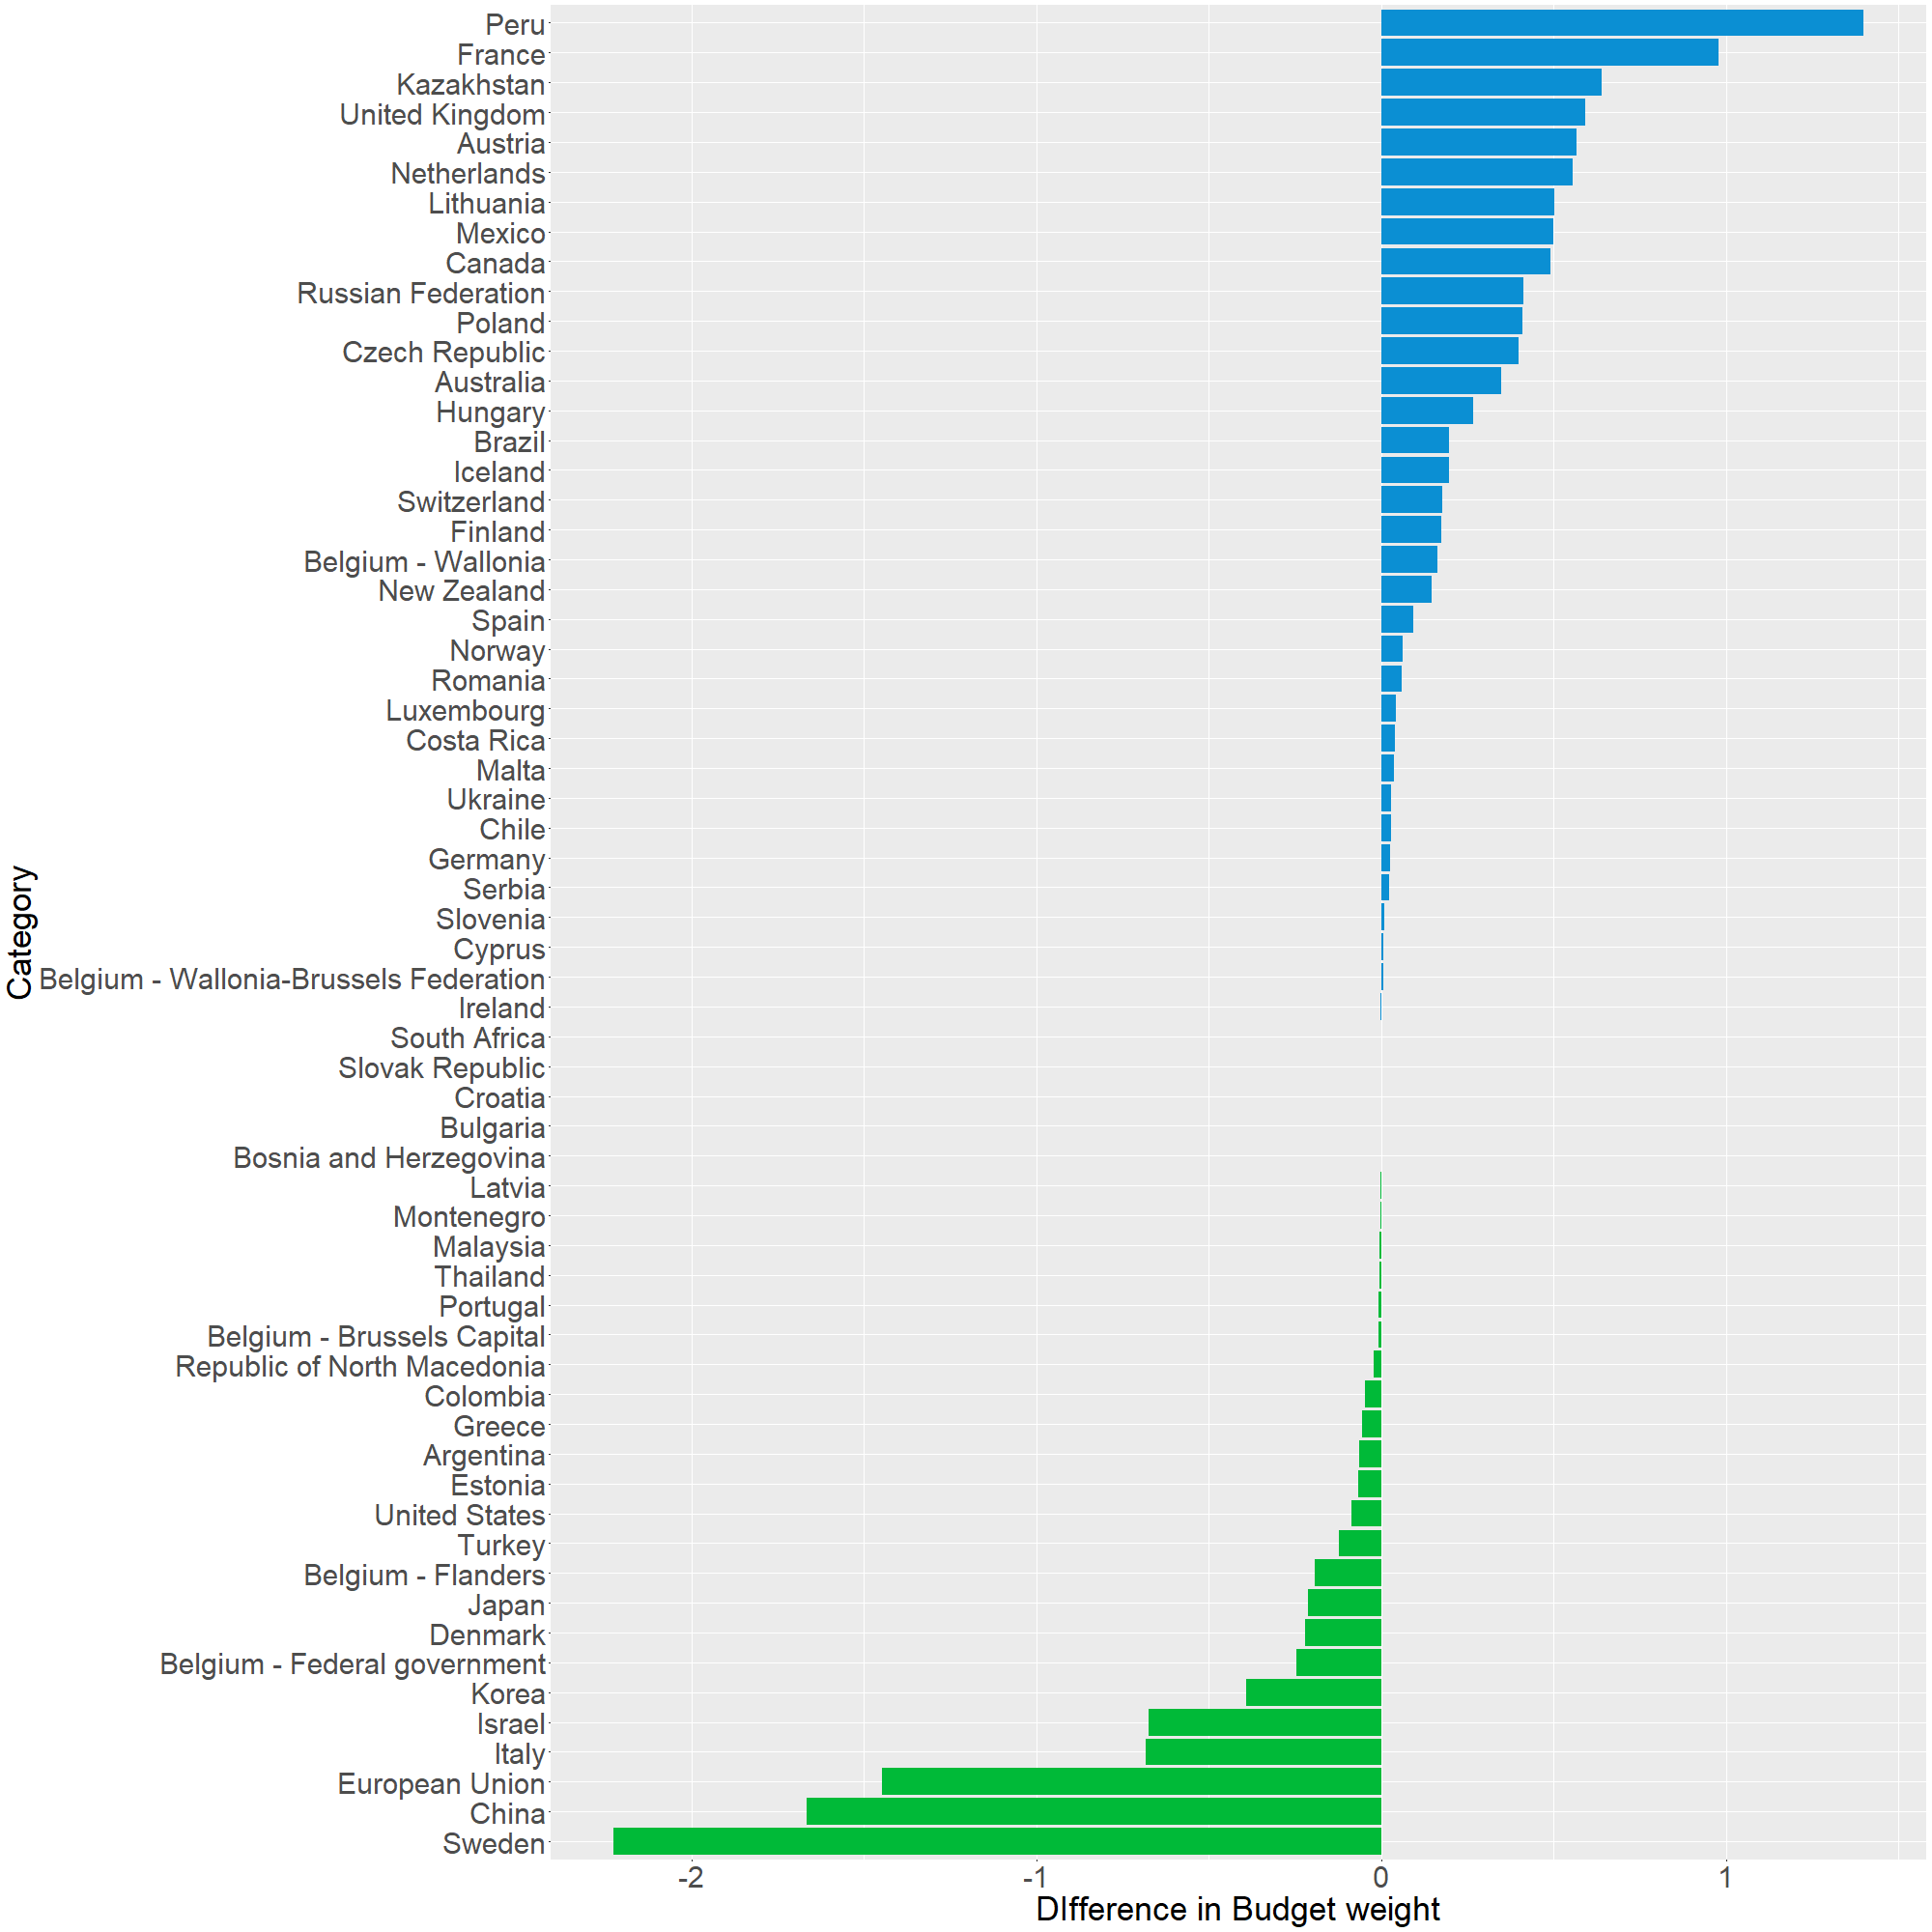 Peru
France
Kazakhstan
United Kingdom
Austria
Netherlands
Lithuania
Mexico
Canada
Russian Federation
Poland
Czech Republic
Australia
Hungary
Brazil
Iceland
Switzerland
Finland
Belgium - Wallonia
New Zealand
Spain
Norway
Romania
Luxembourg
Costa Rica
Malta
Ukraine
Chile
Germany
Serbia
Slovenia
Cyprus
Belgium - Wallonia-Brussels Federation
Ireland
South Africa
Slovak Republic
Croatia
Bulgaria
Bosnia and Herzegovina
Latvia
Montenegro
Malaysia
Thailand
Portugal
Belgium - Brussels Capital
Republic of North Macedonia
Colombia
Greece
Argentina
Estonia
United States
Turkey
Belgium - Flanders
Japan
Denmark
Belgium - Federal government
Korea
Israel
Italy
European Union
China
Sweden
Category
-2 -1 0 1
DIfference in Budget weight